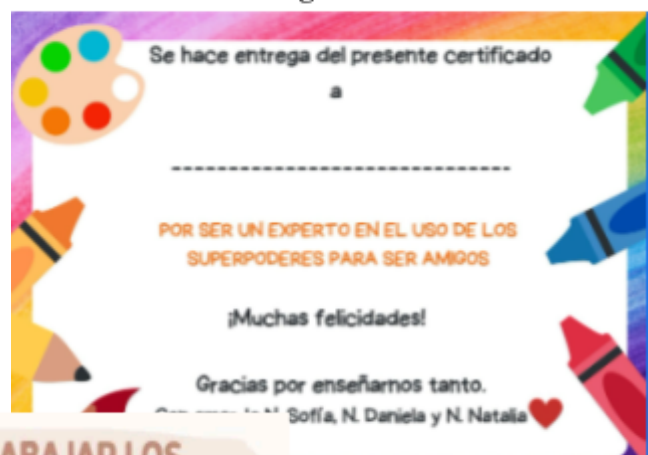 Se hace entrega del presente certificado
a
------------------------------
POR SER UN EXPERTO EN EL USO DE LOS
SUPERPODERES PARA SER AMIGOS
¡Muchas felicidades!
Gracias por enseñarnos tanto.
N. Sofía, N. Daniela y N. Natalia
LOS